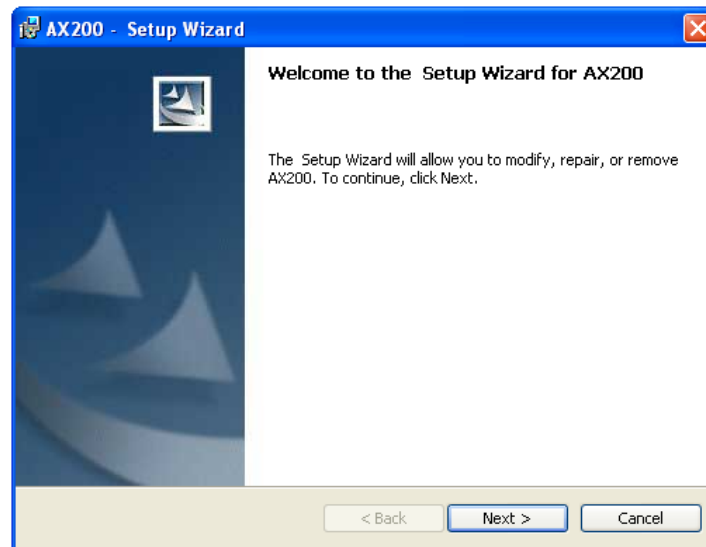 AX200 - Setup Wizard
Welcome to the Setup Wizard for AX200
The Setup Wizard will allow you to modify, repair, or remove
AX200. To continue, click Next.
< Back
Next >
Cancel